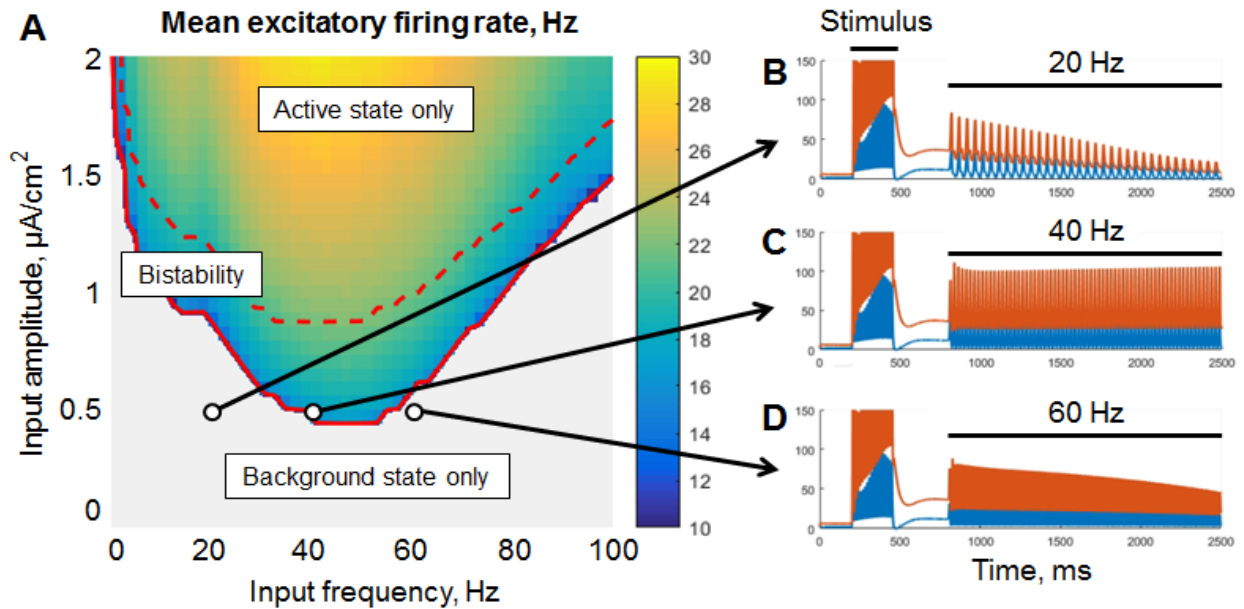 A
Mean excitatory firing rate, Hz
Input amplitude, µA/cm²
2
1.5
1
0.5
0
Active state only
Bistability
Background state only
0 20 40 60 80 100
Input frequency, Hz
30
28
26
24
22
20
18
16
14
12
10
Stimulus
B
20 Hz
150
100
50
0
0 500 1000 1500 2000 2500
C
40 Hz
150
100
50
0
0 500 1000 1500 2000 2500
D
60 Hz
150
100
50
0
0 500 1000 1500 2000 2500
Time, ms